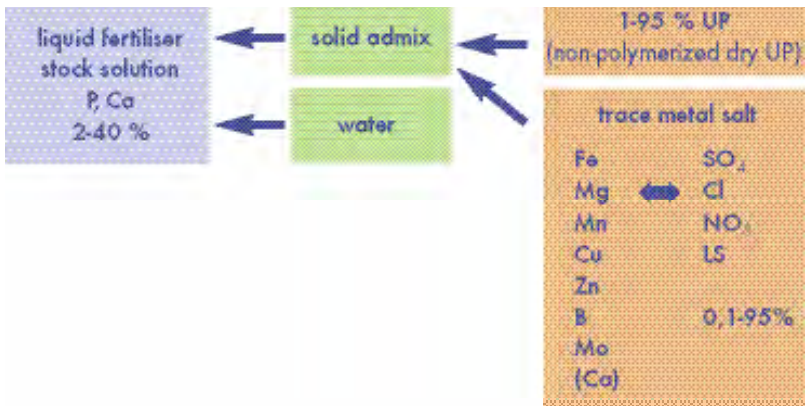 liquid fertiliser
stock solution
P, Ca
2-40 %
solid admix
water
1-95 % UP
(non-polymerized dry UP)
trace metal salt
Fe SO₄
Mg Cl
Mn NO₃
Cu LS
Zn
B 0,1-95%
Mo
(Ca)